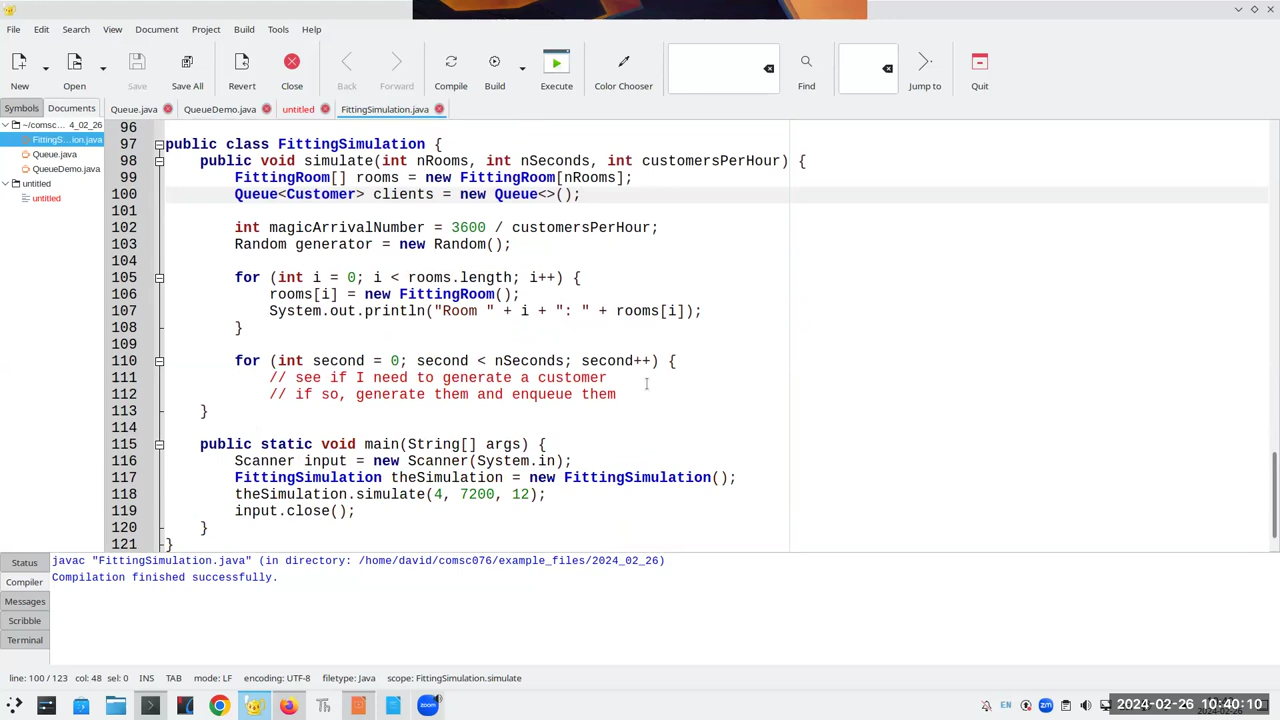 File Edit Search View Document Project Build Tools Help
New Open Save Save All Revert Close Back Forward Compile Build Execute Color Chooser Find Jump to Quit
Symbols Documents
Queue.java QueueDemo.java untitled FittingSimulation.java
~/comsc... 4_02_26
FittingS...ion.java
Queue.java
QueueDemo.java
untitled
untitled
96
97 public class FittingSimulation {
98 public void simulate(int nRooms, int nSeconds, int customersPerHour) {
99 FittingRoom[] rooms = new FittingRoom[nRooms];
100 Queue<Customer> clients = new Queue<>();
101
102 int magicArrivalNumber = 3600 / customersPerHour;
103 Random generator = new Random();
104
105 for (int i = 0; i < rooms.length; i++) {
106 rooms[i] = new FittingRoom();
107 System.out.println("Room " + i + ": " + rooms[i]);
108 }
109
110 for (int second = 0; second < nSeconds; second++) {
111 // see if I need to generate a customer
112 // if so, generate them and enqueue them
113 }
114
115 public static void main(String[] args) {
116 Scanner input = new Scanner(System.in);
117 FittingSimulation theSimulation = new FittingSimulation();
118 theSimulation.simulate(4, 7200, 12);
119 input.close();
120 }
121 }
Status
Compiler
Messages
Scribble
Terminal
javac "FittingSimulation.java" (in directory: /home/david/comsc076/example_files/2024_02_26)
Compilation finished successfully.
line: 100 / 123 col: 48 sel: 0 INS TAB mode: LF encoding: UTF-8 filetype: Java scope: FittingSimulation.simulate
Th zoom EN zm 2024-02-26 10:40:10